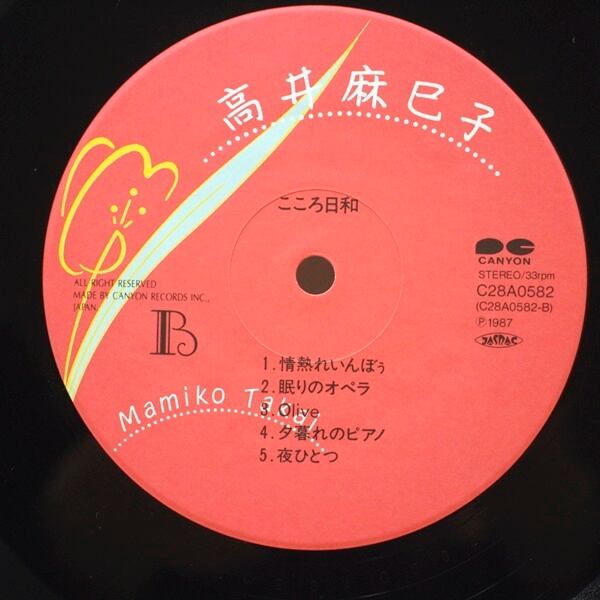 高井麻巳子
こころ日和
CANYON
STEREO/33rpm
C28A0582
(C28A0582-B)
Ⓟ1987
JASRAC
ALL RIGHT RESERVED
MADE BY CANYON RECORDS INC.,
JAPAN.
B
1.情熱れいんぼぅ
2.眠りのオペラ
3.Olive
4.夕暮れのピアノ
5.夜ひとつ
Mamiko Takai